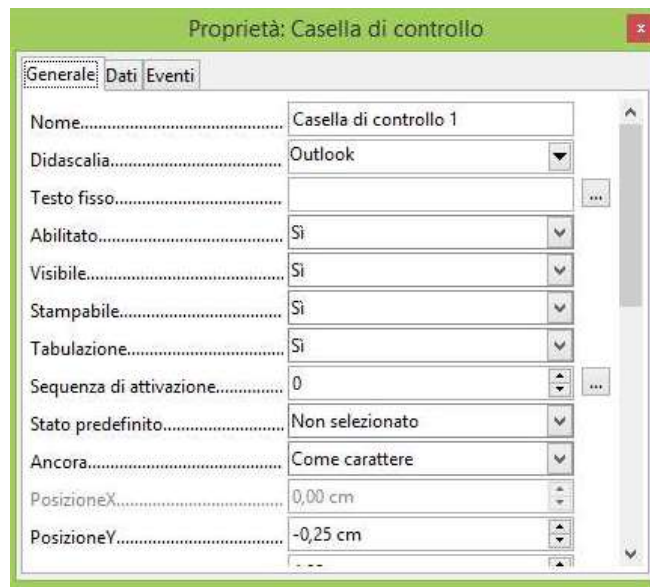 Proprietà: Casella di controllo
x
Generale Dati Eventi
Nome............................................ Casella di controllo 1
Didascalia...................................... Outlook
Testo fisso..................................... ...
Abilitato....................................... Sì
Visibile........................................ Sì
Stampabile...................................... Sì
Tabulazione..................................... Sì
Sequenza di attivazione............... 0 ...
Stato predefinito........................... Non selezionato
Ancora.......................................... Come carattere
PosizioneX..................................... 0,00 cm
PosizioneY..................................... -0,25 cm